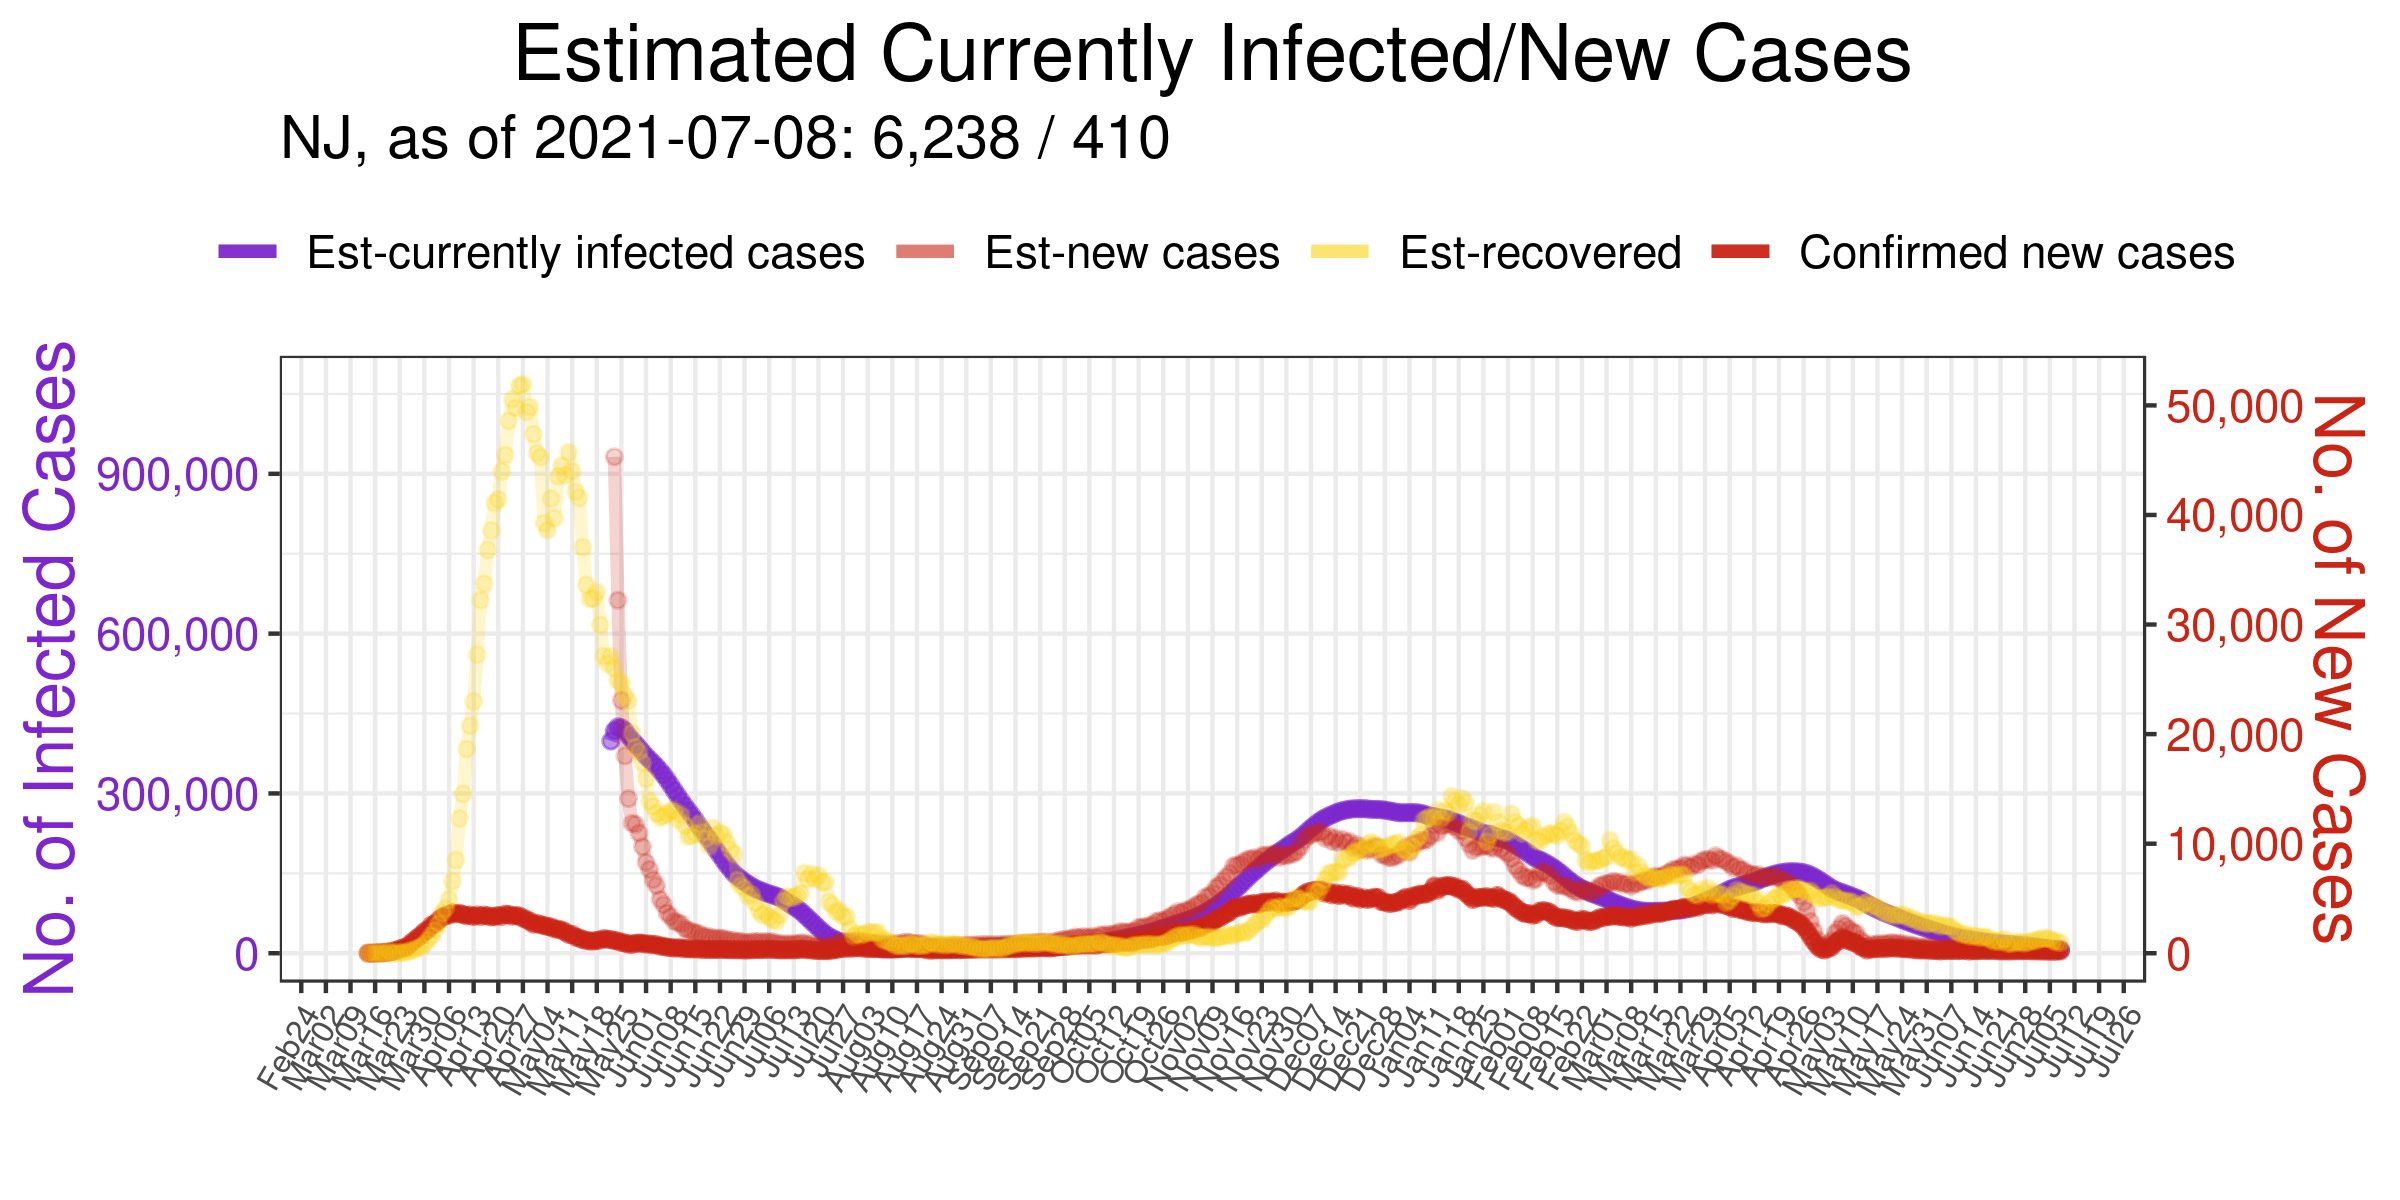 Estimated Currently Infected/New Cases
NJ, as of 2021-07-08: 6,238 / 410
Est-currently infected cases Est-new cases Est-recovered Confirmed new cases
No. of Infected Cases
900,000
600,000
300,000
0
50,000
40,000
30,000
20,000
10,000
0
No. of New Cases
Feb24 Mar02 Mar09 Mar16 Mar23 Mar30 Apr06 Apr13 Apr20 Apr27 May04 May11 May18 May25 Jun01 Jun08 Jun15 Jun22 Jun29 Jul06 Jul13 Jul20 Jul27 Aug03 Aug10 Aug17 Aug24 Aug31 Sep07 Sep14 Sep21 Sep28 Oct05 Oct12 Oct19 Oct26 Nov02 Nov09 Nov16 Nov23 Nov30 Dec07 Dec14 Dec21 Dec28 Jan04 Jan11 Jan18 Jan25 Feb01 Feb08 Feb15 Feb22 Mar01 Mar08 Mar15 Mar22 Mar29 Apr05 Apr12 Apr19 Apr26 May03 May10 May17 May24 May31 Jun07 Jun14 Jun21 Jun28 Jul05 Jul12 Jul19 Jul26